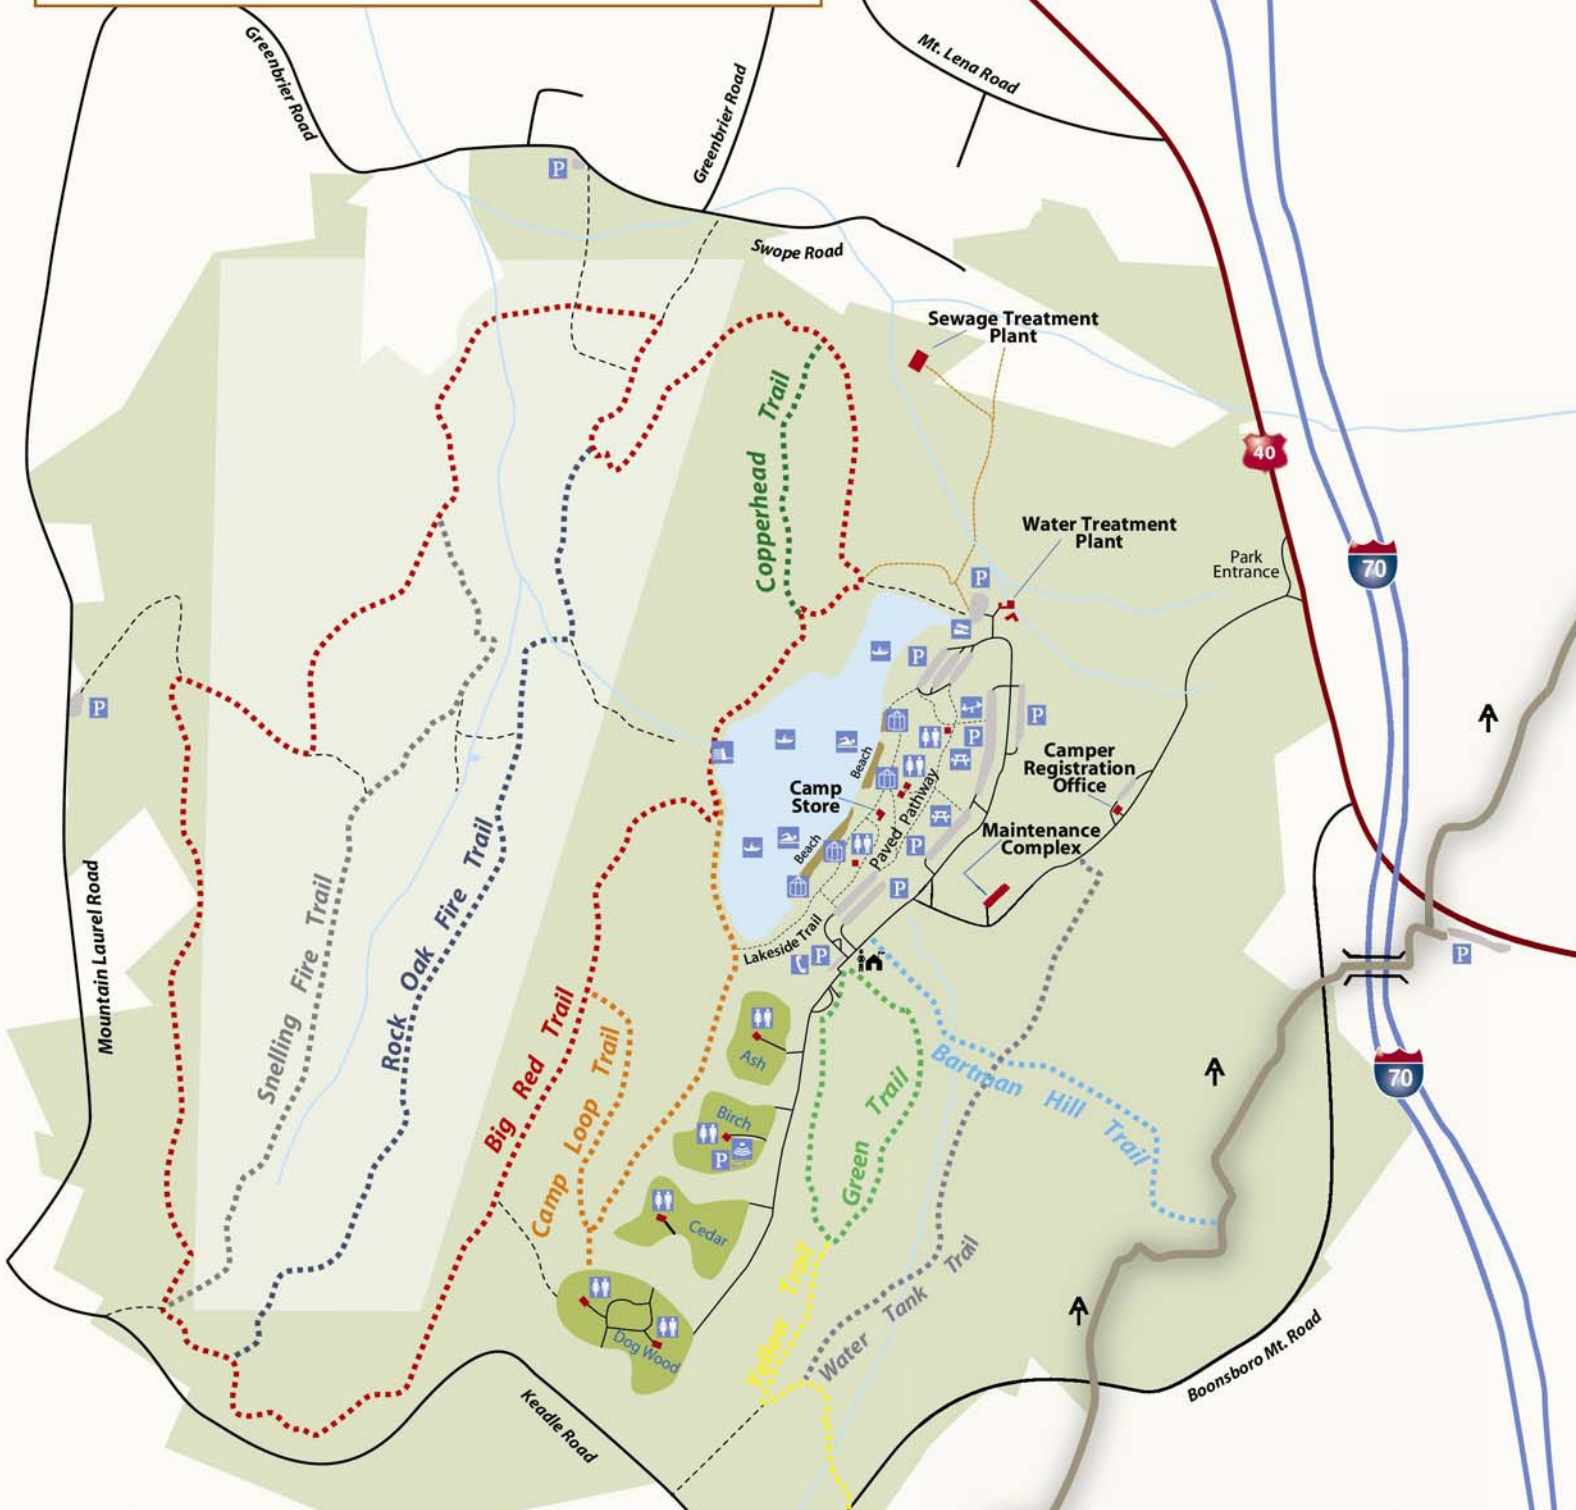 Greenbrier Road
Greenbrier Road
Mt. Lena Road
P
Swope Road
Sewage Treatment
Plant
Copperhead Trail
40
Water Treatment
Plant
Park
Entrance
70
P
P
P
P
P
Camper
Registration
Office
Beach
Camp
Store
Paved Pathway
Maintenance
Complex
Beach
P
P
Mountain Laurel Road
Snelling Fire Trail
Rock Oak Fire Trail
Lakeside Trail
P
P
Big Red Trail
Camp Loop Trail
Ash
Green Trail
Bartman Hill Trail
70
Birch
P
Cedar
Yellow Trail
Water Tank Trail
Dog Wood
Keadle Road
Boonsboro Mt. Road